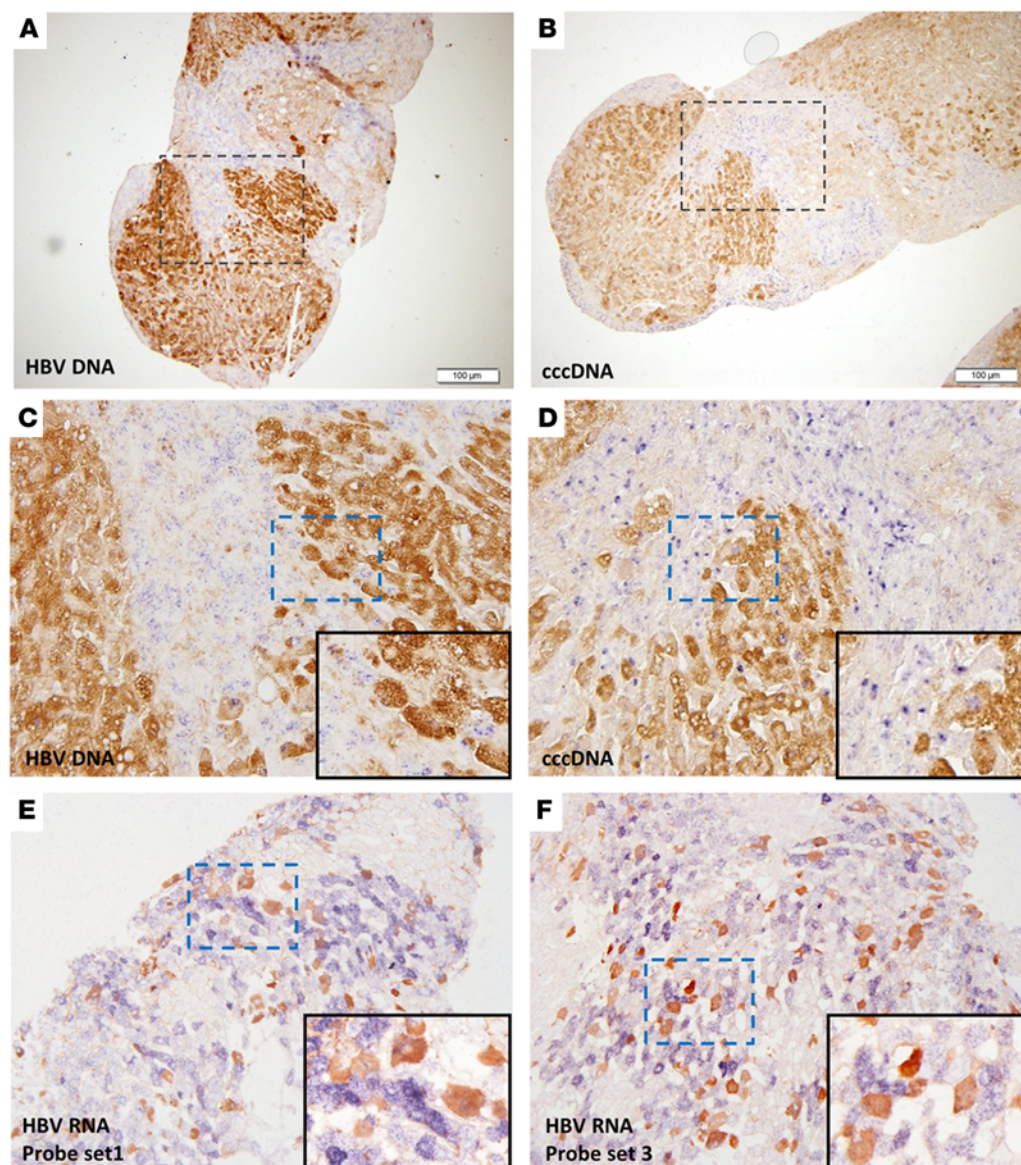 A
HBV DNA
100 µm
B
cccDNA
100 µm
C
HBV DNA
D
cccDNA
E
HBV RNA
Probe set1
F
HBV RNA
Probe set 3